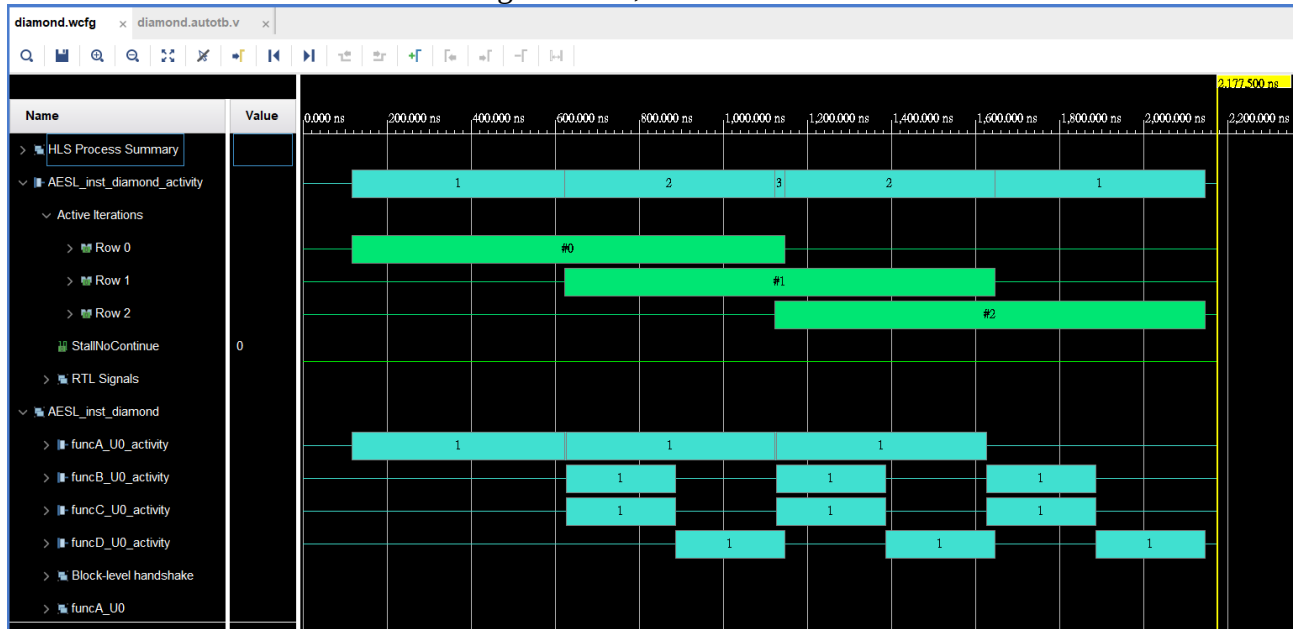 diamond.wcfg × diamond.autotb.v ×
2,177.500 ns
Name Value 0.000 ns 200.000 ns 400.000 ns 600.000 ns 800.000 ns 1,000.000 ns 1,200.000 ns 1,400.000 ns 1,600.000 ns 1,800.000 ns 2,000.000 ns 2,200.000 ns
HLS Process Summary
AESL_inst_diamond_activity 1 2 3 2 1
Active Iterations
Row 0 #0
Row 1 #1
Row 2 #2
StallNoContinue 0
RTL Signals
AESL_inst_diamond
funcA_U0_activity 1 1 1
funcB_U0_activity 1 1 1
funcC_U0_activity 1 1 1
funcD_U0_activity 1 1 1
Block-level handshake
funcA_U0